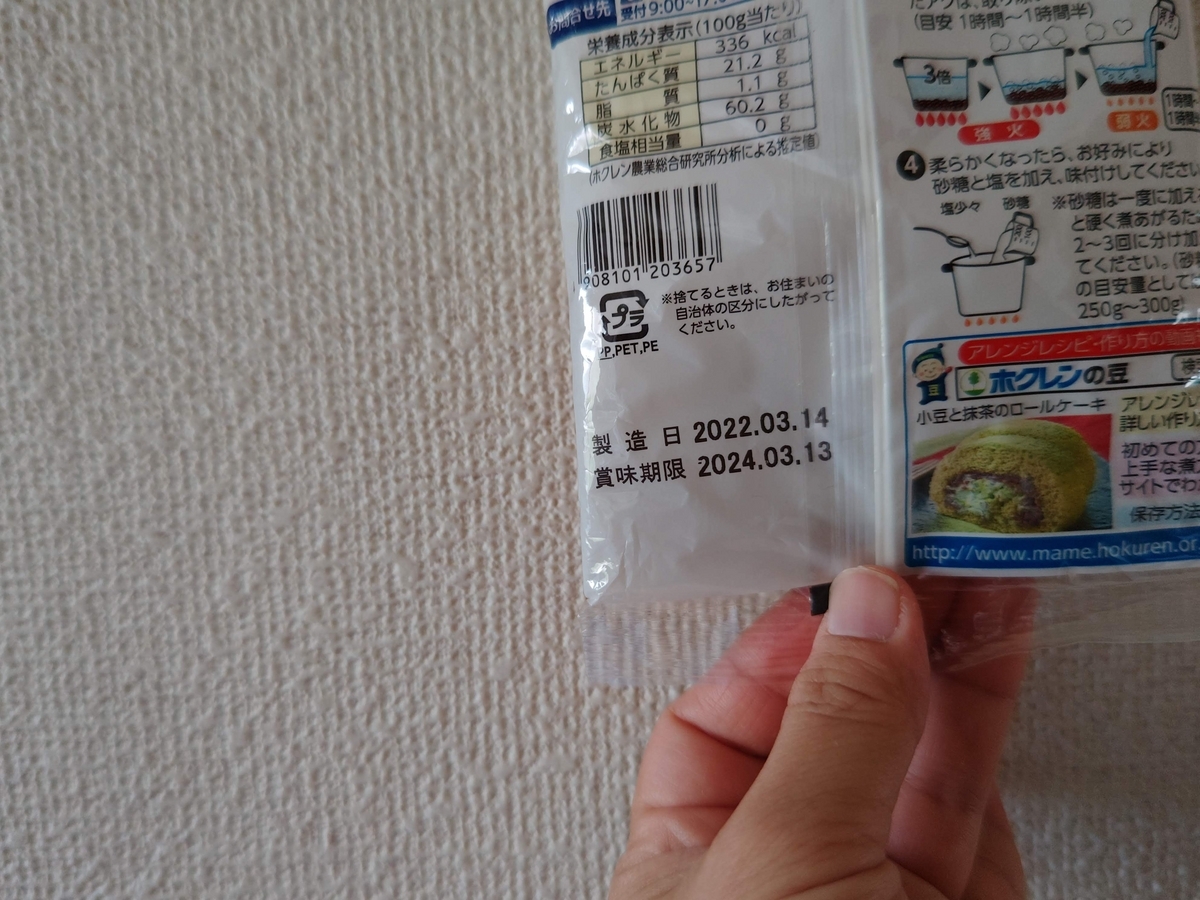 お問合せ先
受付9:00~17:
栄養成分表示(100g当たり)
エネルギー 336 kcal
たんぱく質 21.2 g
脂質 1.1 g
炭水化物 60.2 g
食塩相当量 0 g
(ホクレン農業総合研究所分析による推定値)
908101 203657
プラ
PP,PET,PE
※捨てるときは、お住まいの
自治体の区分にしたがって
ください。
製造日 2022.03.14
賞味期限 2024.03.13
(目安 1時間~1時間半)
3倍
強火
弱火
1時間
1時間
4 柔らかくなったら、お好みにより
砂糖と塩を加え、味付けしてくださ
塩少々 砂糖
※砂糖は一度に加え
と硬く煮あがるた
2~3回に分け加
てください。(砂糖
の目安量として
250g~300g)
アレンジレシピ・作り方の動画
豆
ホクレンの豆
検
小豆と抹茶のロールケーキ
アレンジレ
詳しい作り
初めての
上手な煮
サイトでわ
保存方法
http://www.mame.hokuren.or